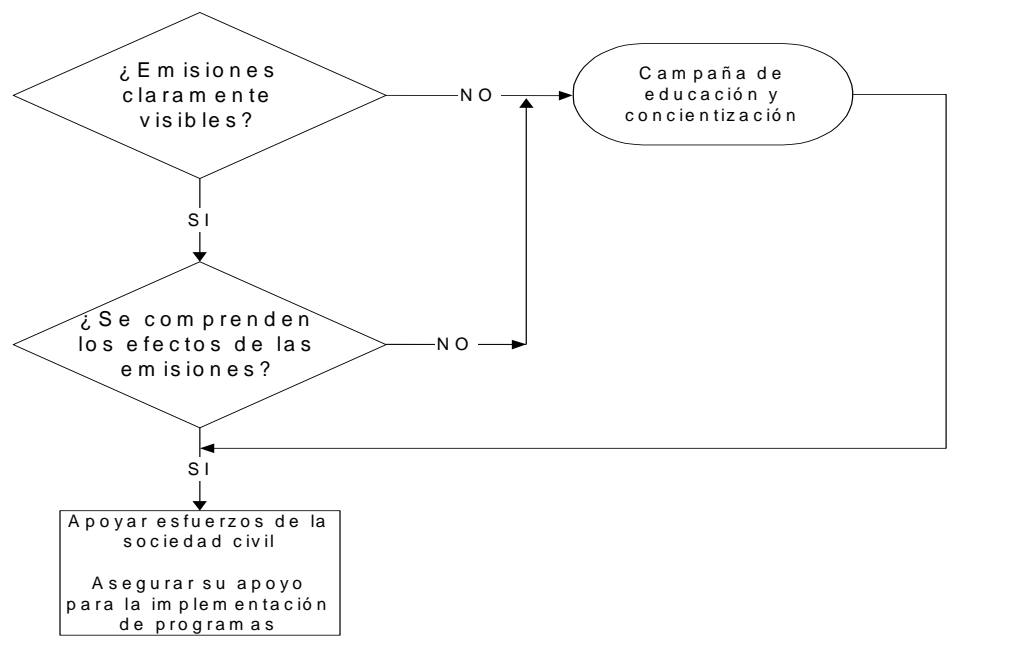 ¿Emisiones
claramente
visibles?
NO
Campaña de
educación y
concientización
SI
¿Se comprenden
los efectos de las
emisiones?
NO
SI
Apoyar esfuerzos de la
sociedad civil
Asegurar su apoyo
para la implementación
de programas